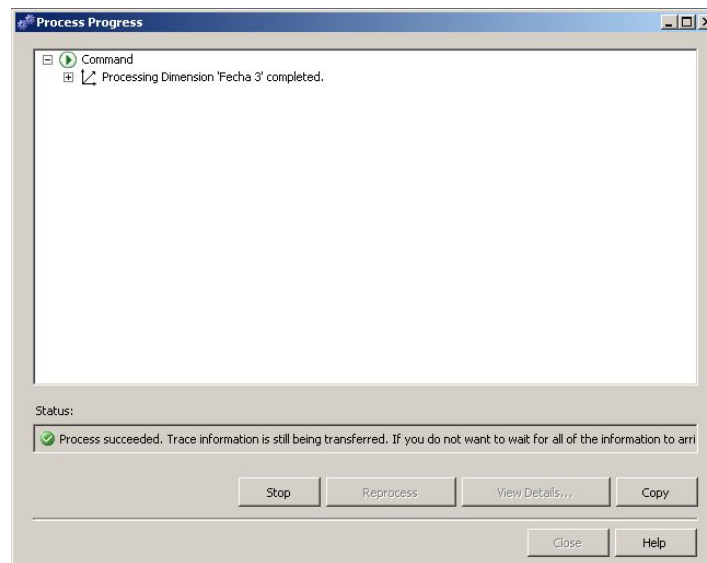 Process Progress
Command
Processing Dimension 'Fecha 3' completed.
Status:
Process succeeded. Trace information is still being transferred. If you do not want to wait for all of the information to arri
Stop
Reprocess
View Details...
Copy
Close
Help